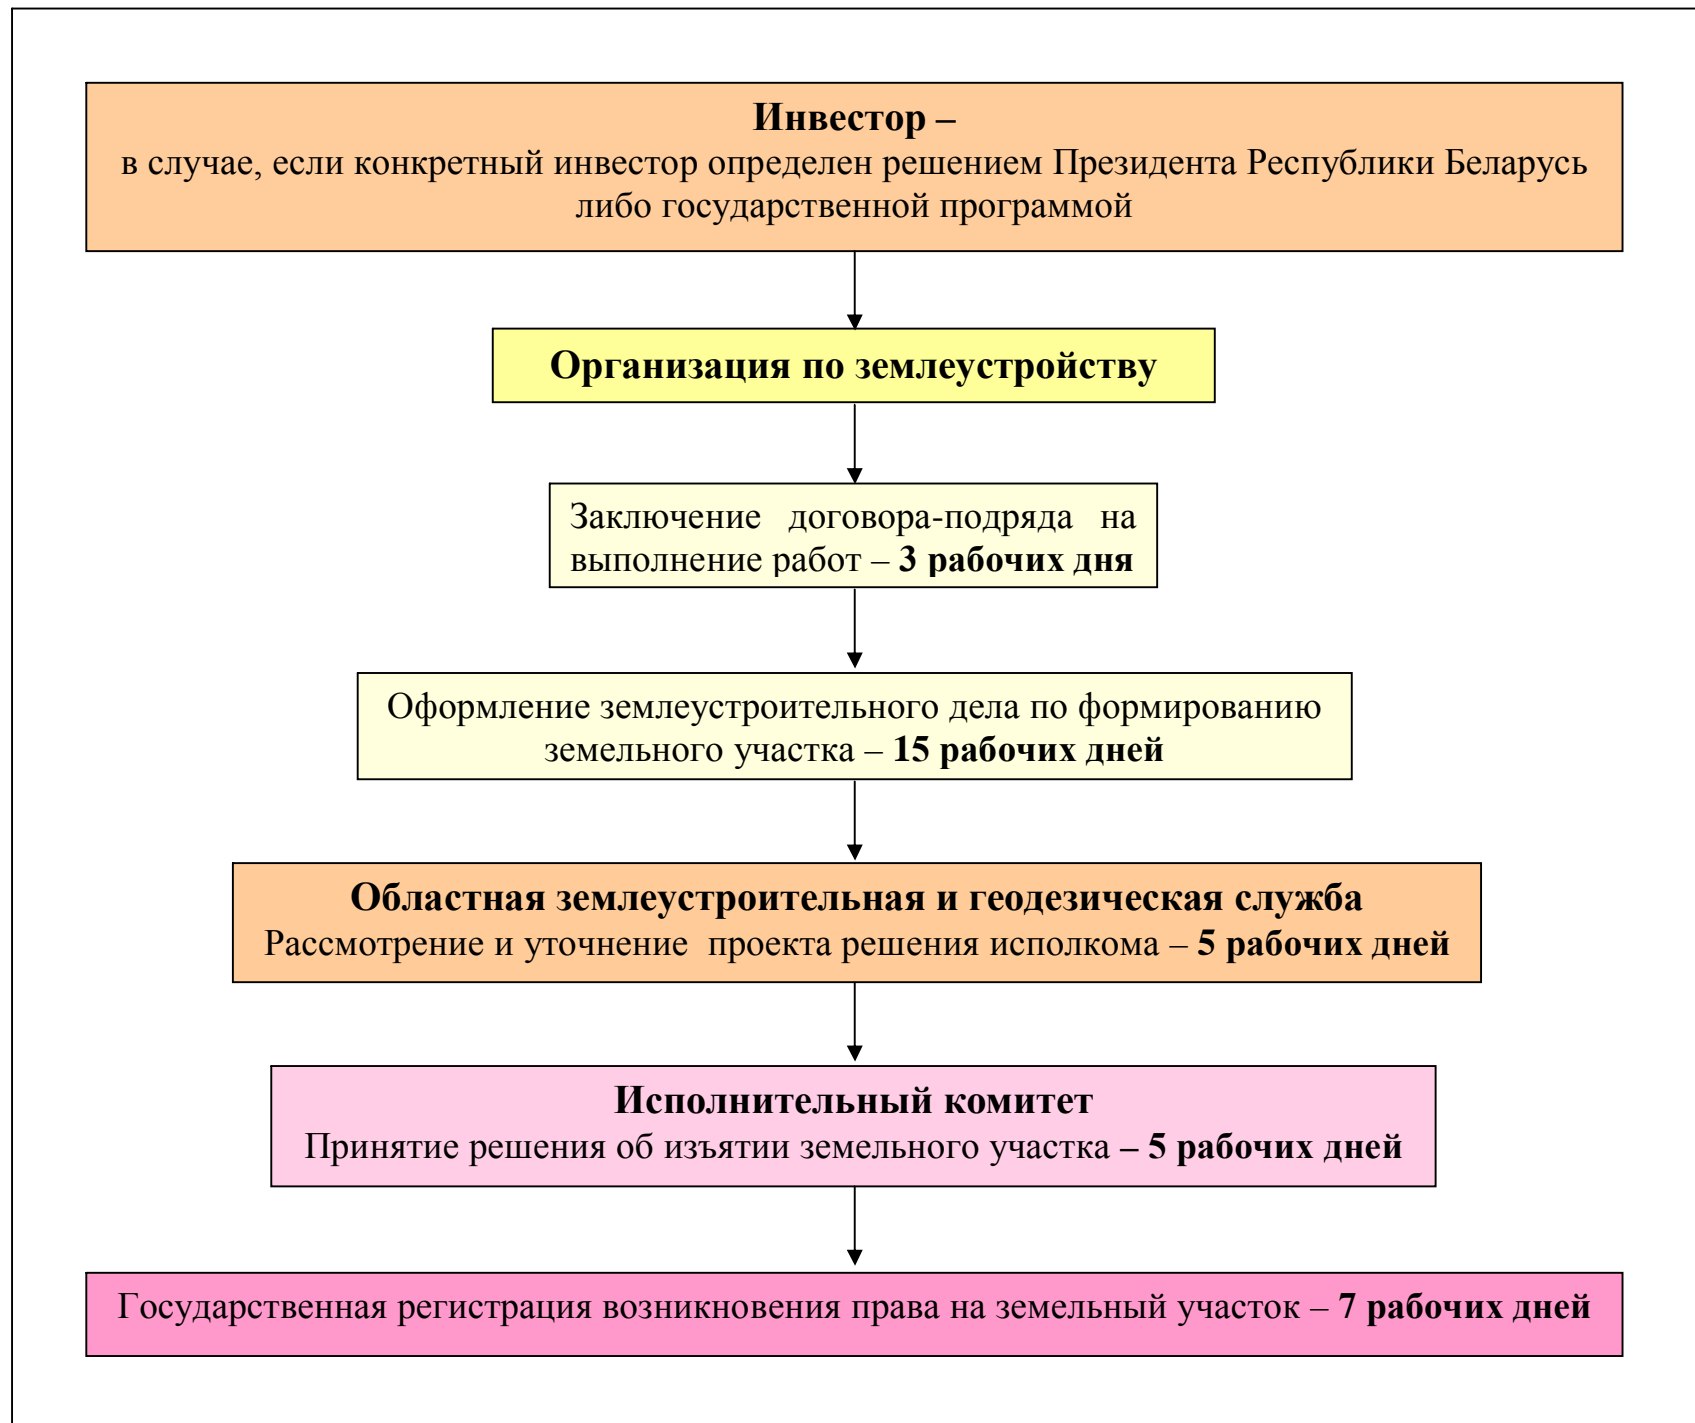 Инвестор –
в случае, если конкретный инвестор определен решением Президента Республики Беларусь
либо государственной программой
Организация по землеустройству
Заключение договора-подряда на
выполнение работ – 3 рабочих дня
Оформление землеустроительного дела по формированию
земельного участка – 15 рабочих дней
Областная землеустроительная и геодезическая служба
Рассмотрение и уточнение проекта решения исполкома – 5 рабочих дней
Исполнительный комитет
Принятие решения об изъятии земельного участка – 5 рабочих дней
Государственная регистрация возникновения права на земельный участок – 7 рабочих дней